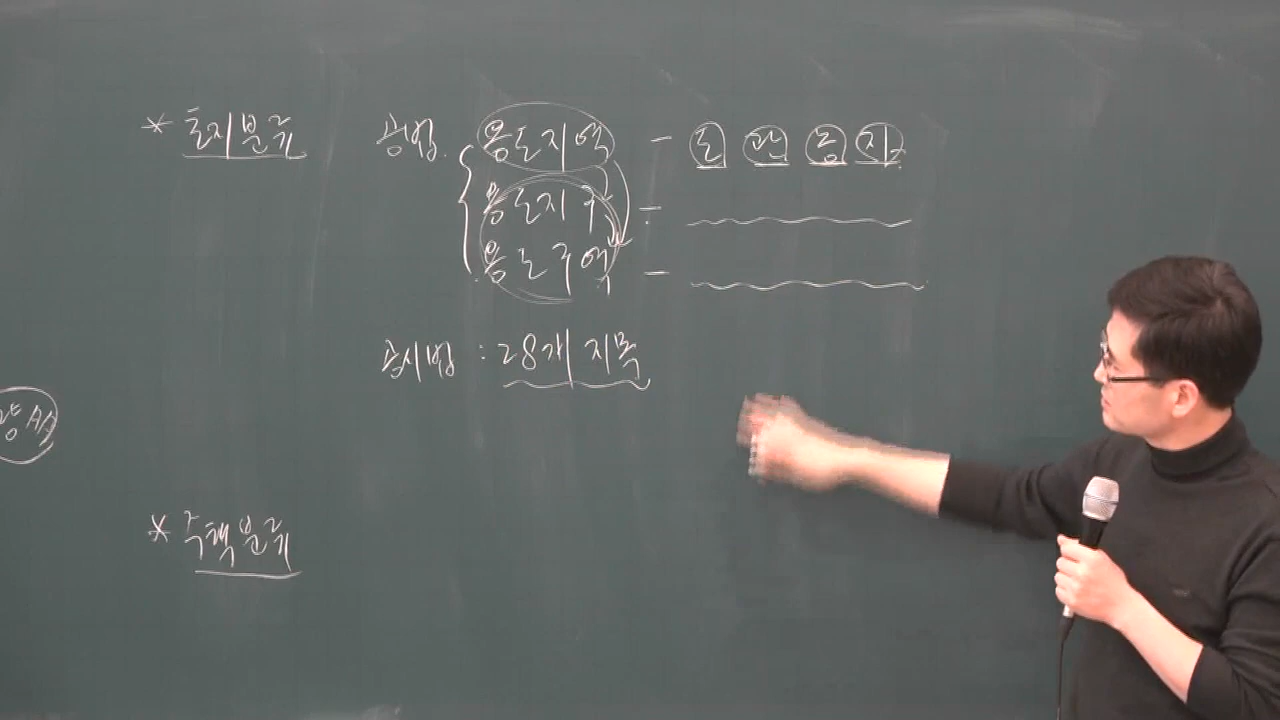 * 토지분류 공법. 용도지역 - 도 관 농 자
용도지구 -
용도구역 -
공시법 : 28개 지목
* 주택분류